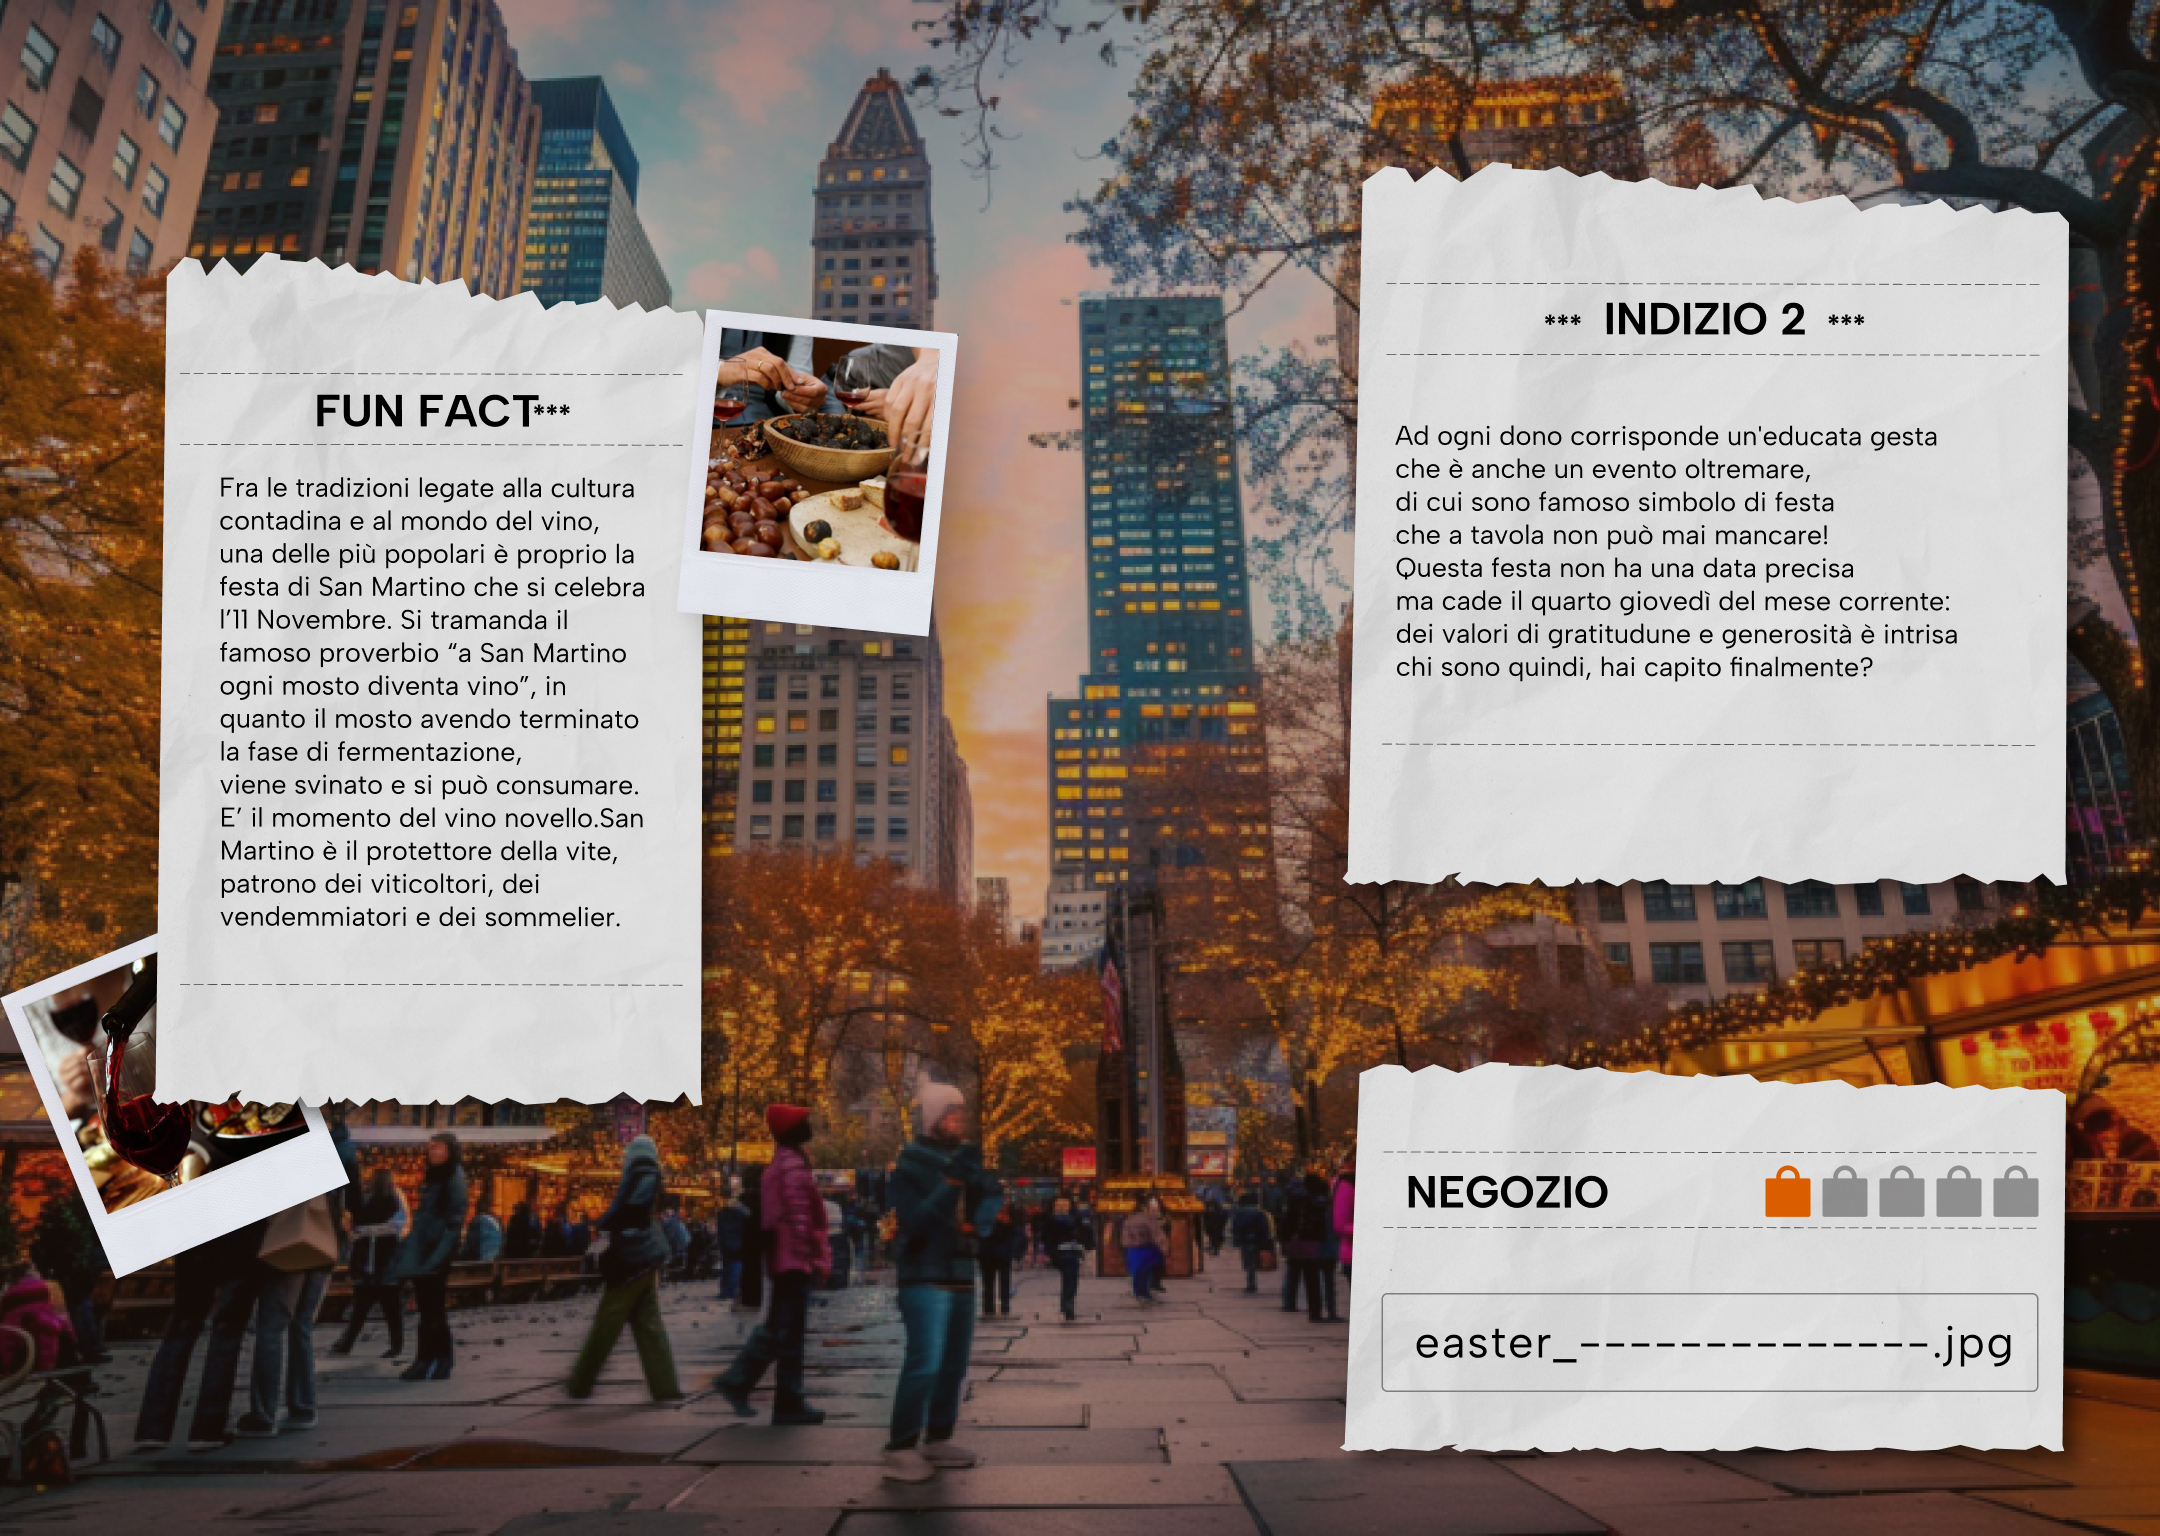 FUN FACT***
Fra le tradizioni legate alla cultura
contadina e al mondo del vino,
una delle più popolari è proprio la
festa di San Martino che si celebra
l’11 Novembre. Si tramanda il
famoso proverbio “a San Martino
ogni mosto diventa vino”, in
quanto il mosto avendo terminato
la fase di fermentazione,
viene svinato e si può consumare.
E’ il momento del vino novello.San
Martino è il protettore della vite,
patrono dei viticoltori, dei
vendemmiatori e dei sommelier.
*** INDIZIO 2 ***
Ad ogni dono corrisponde un'educata gesta
che è anche un evento oltremare,
di cui sono famoso simbolo di festa
che a tavola non può mai mancare!
Questa festa non ha una data precisa
ma cade il quarto giovedì del mese corrente:
dei valori di gratitudune e generosità è intrisa
chi sono quindi, hai capito finalmente?
NEGOZIO
easter_--------------.jpg